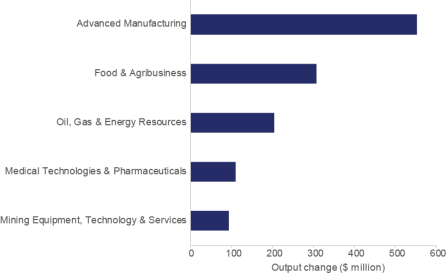 Advanced Manufacturing
Food & Agribusiness
Oil, Gas & Energy Resources
Medical Technologies & Pharmaceuticals
Mining Equipment, Technology & Services
0 100 200 300 400 500 600
Output change ($ million)